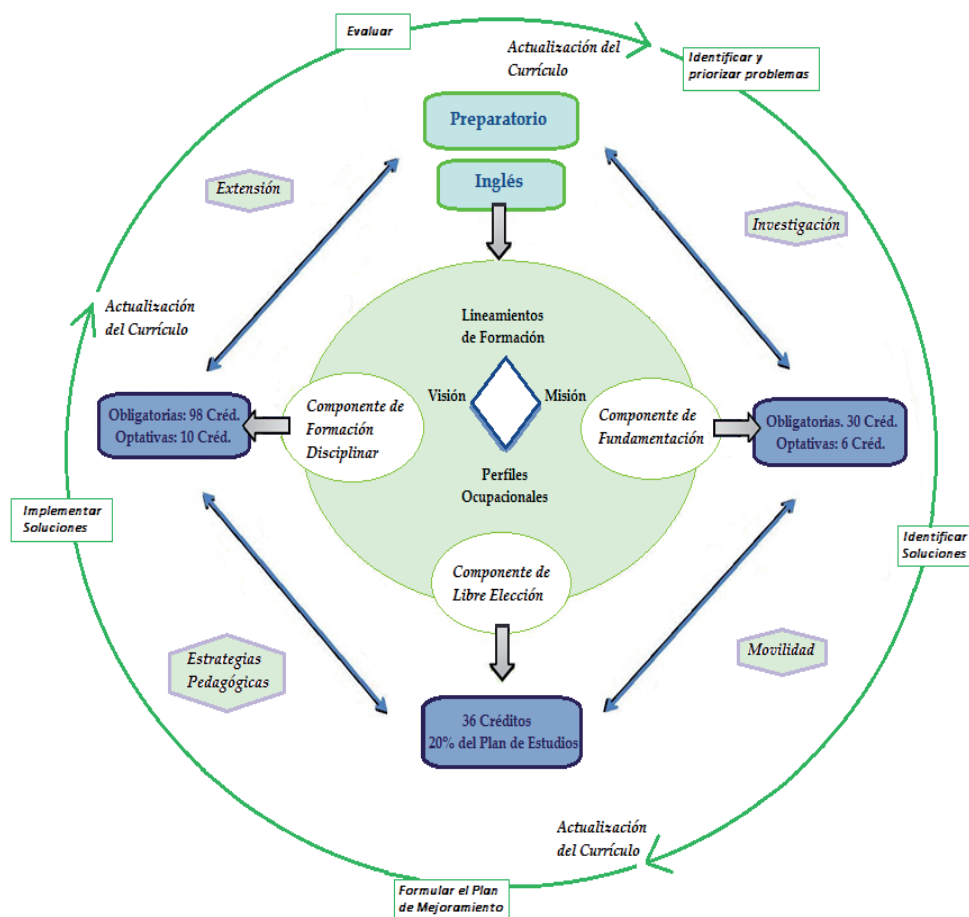 Evaluar
Actualización del
Currículo
Identificar y
priorizar problemas
Preparatorio
Inglés
Extensión
Investigación
Actualización
del Currículo
Lineamientos
de Formación
Visión
Misión
Perfiles
Ocupacionales
Obligatorias: 98 Créd.
Optativas: 10 Créd.
Componente de
Formación
Disciplinar
Componente de
Fundamentación
Obligatorias. 30 Créd.
Optativas: 6 Créd.
Implementar
Soluciones
Identificar
Soluciones
Componente de
Libre Elección
Estrategias
Pedagógicas
Movilidad
36 Créditos
20% del Plan de Estudios
Actualización
del Currículo
Formular el Plan
de Mejoramiento